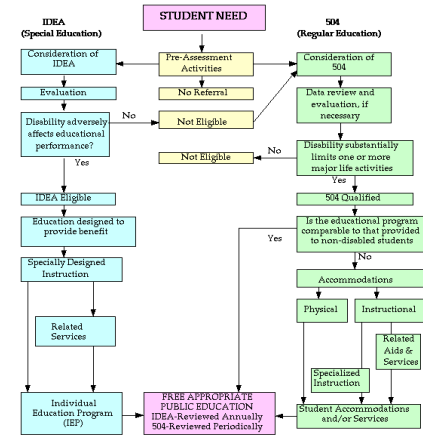 STUDENT NEED
IDEA
(Special Education)
504
(Regular Education)
Consideration of
IDEA
Pre-Assessment
Activities
Consideration of
504
Evaluation
No Referral
Data review and
evaluation, if
necessary
Disability adversely
affects educational
performance?
No
Not Eligible
Yes
Not Eligible
No
Disability substantially
limits one or more
major life activities
Yes
IDEA Eligible
504 Qualified
Education designed to
provide benefit
Is the educational program
comparable to that provided
to non-disabled students
Yes
No
Specially Designed
Instruction
Accommodations
Physical
Instructional
Related
Services
Related
Aids &
Services
Specialized
Instruction
Individual
Education Program
(IEP)
FREE APPROPRIATE
PUBLIC EDUCATION
IDEA-Reviewed Annually
504-Reviewed Periodically
Student Accommodations
and/or Services